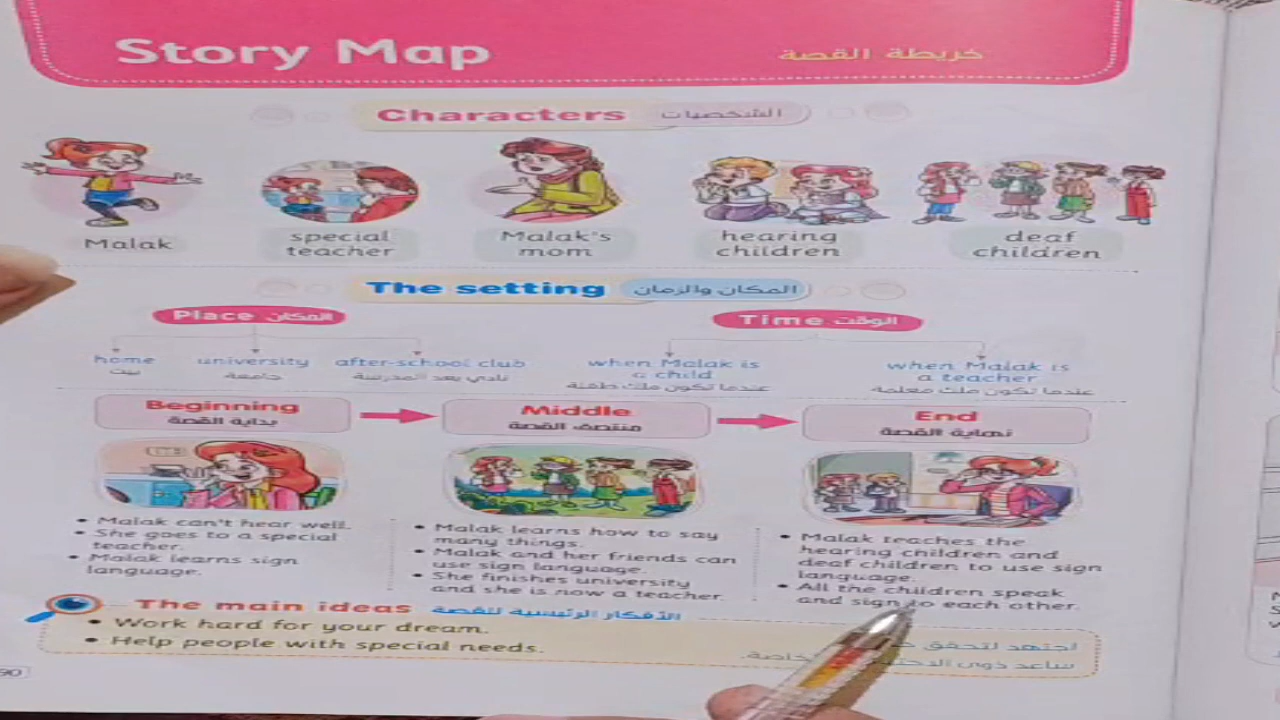 Story Map
خريطة القصة
Characters
الشخصيات
Malak
special
teacher
Malak's
mom
hearing
children
deaf
children
The setting
المكان والزمان
Place المكان
Time الوقت
home
بيت
university
جامعة
after-school club
نادي بعد المدرسة
when Malak is
a child
عندما تكون ملك طفلة
when Malak is
a teacher
عندما تكون ملك معلمة
Beginning
بداية القصة
Middle
منتصف القصة
End
نهاية القصة
• Malak can't hear well.
• She goes to a special
teacher.
• Malak learns sign
language.
• Malak learns how to say
many things.
• Malak and her friends can
use sign language.
• She finishes university
and she is now a teacher.
• Malak teaches the
hearing children and
deaf children to use sign
language.
• All the children speak
and sign to each other.
The main ideas الأفكار الرئيسية للقصة
• Work hard for your dream.
اجتهد لتحقق
• Help people with special needs.
ساعد ذوي
90